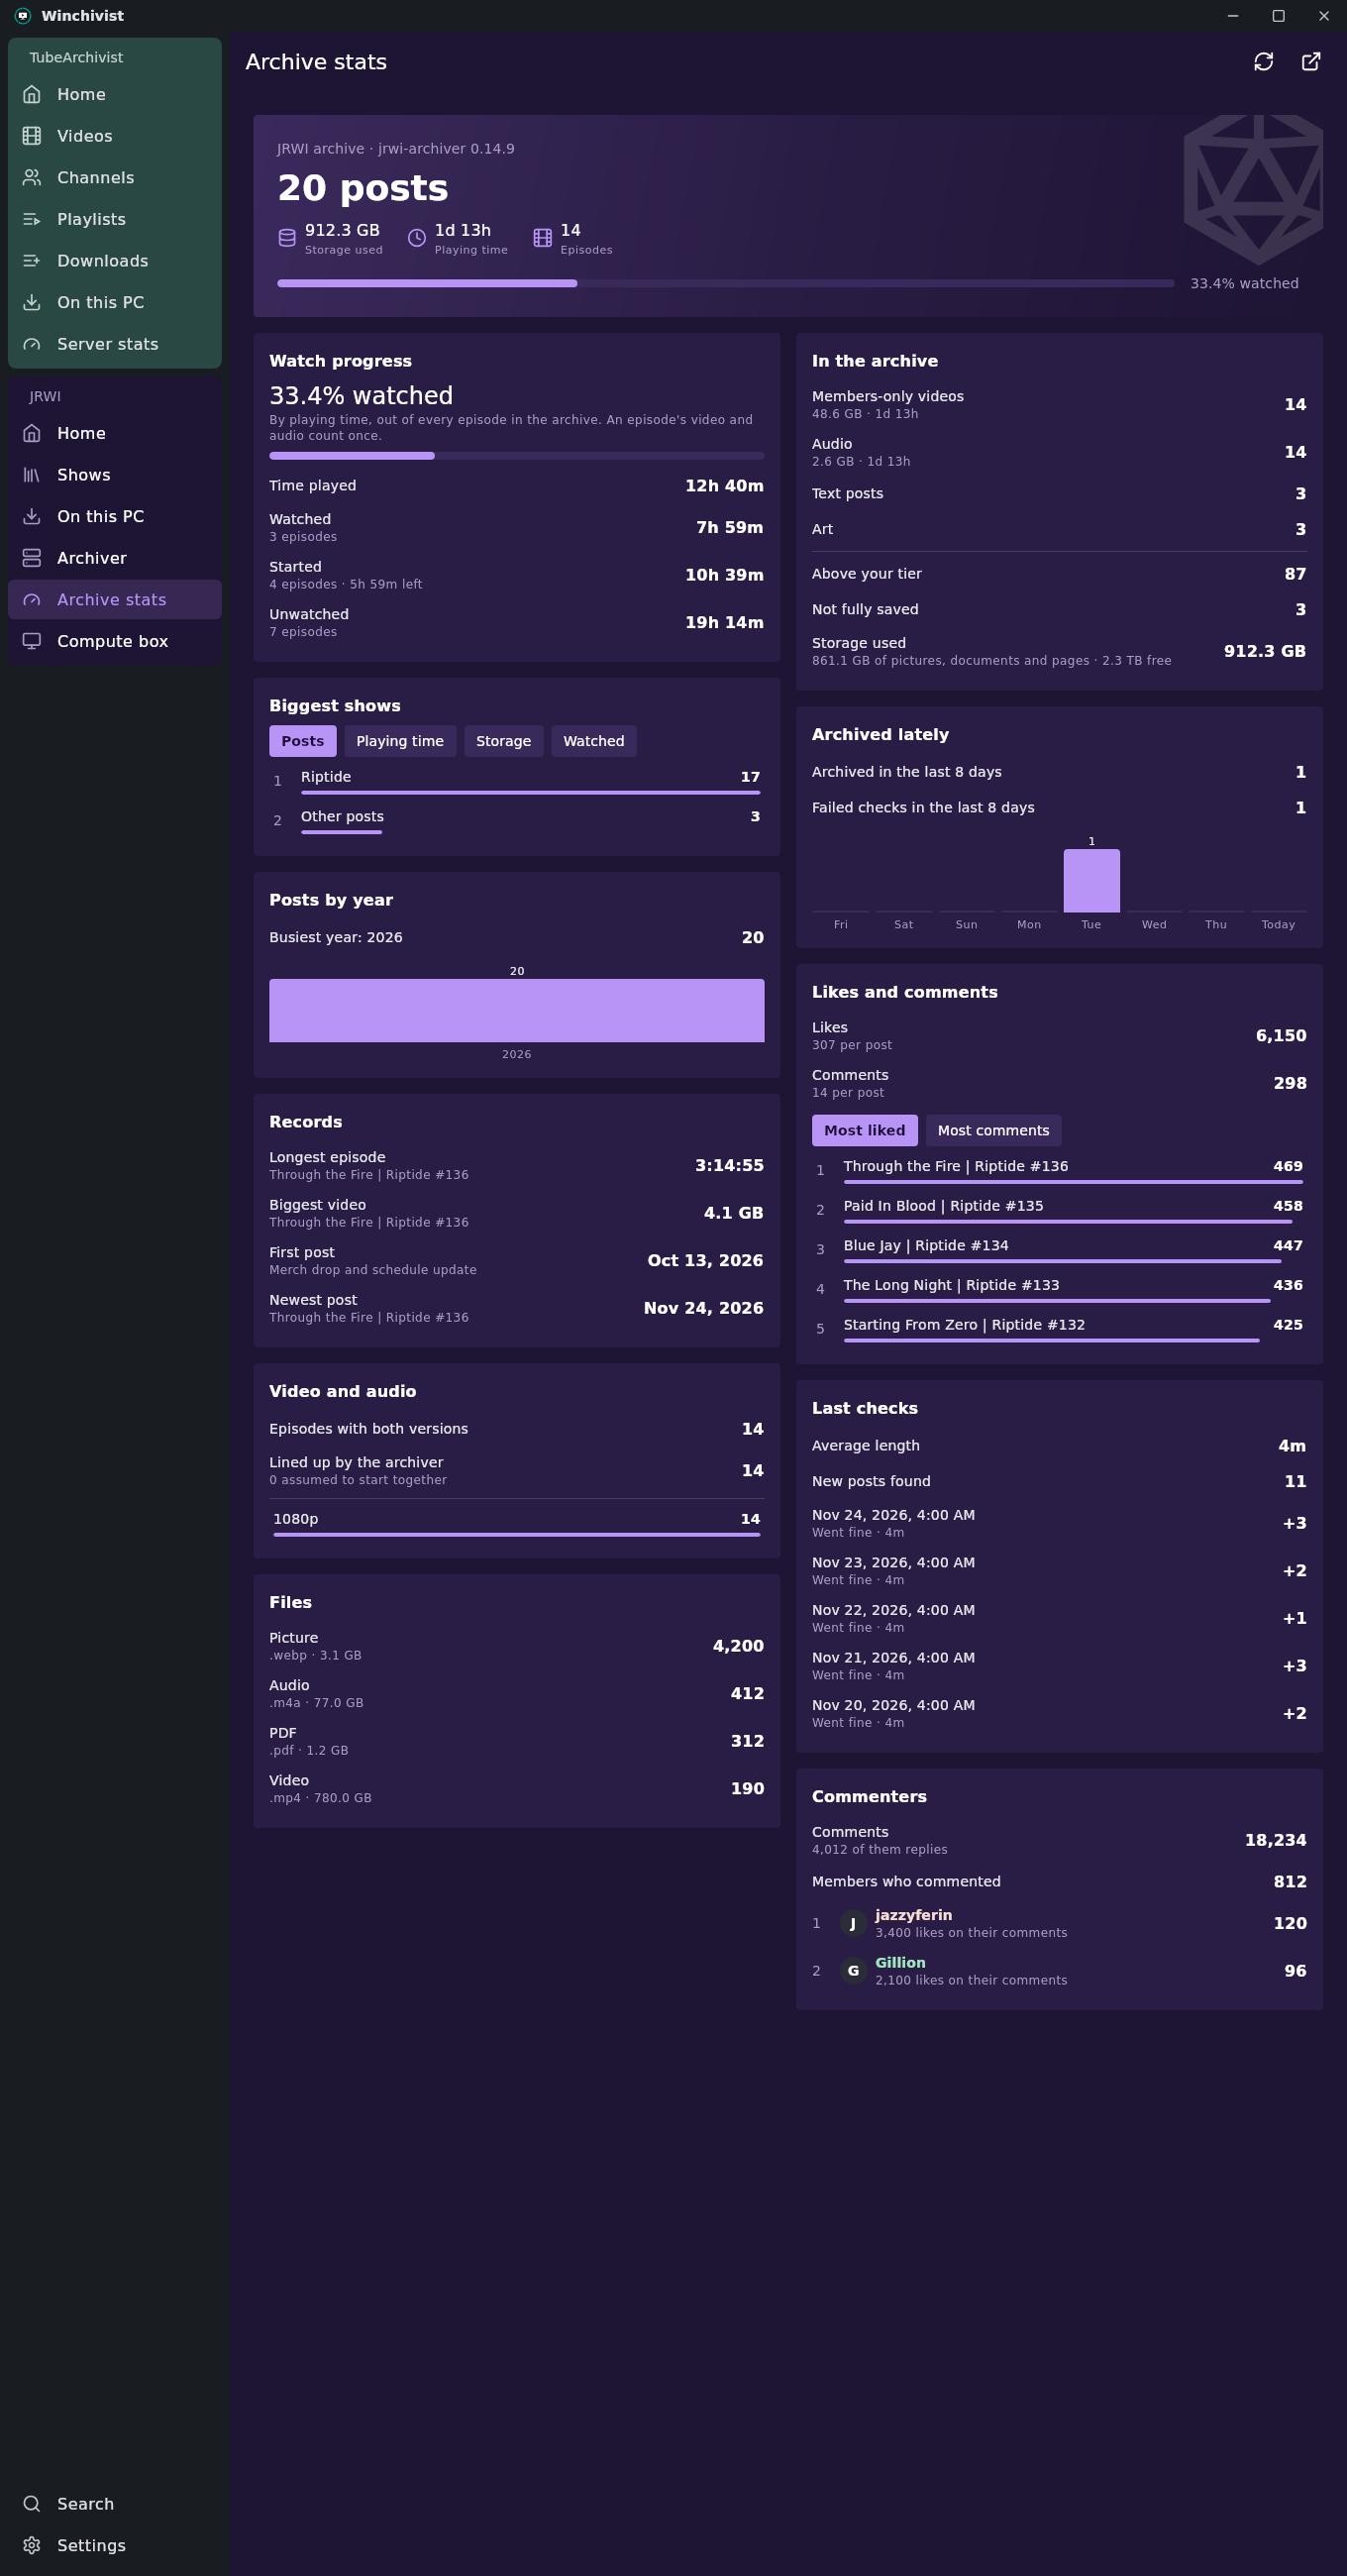 Winchivist
TubeArchivist
Home
Videos
Channels
Playlists
Downloads
On this PC
Server stats
JRWI
Home
Shows
On this PC
Archiver
Archive stats
Compute box
Search
Settings
Archive stats
JRWI archive · jrwi-archiver 0.14.9
20 posts
912.3 GB
Storage used
1d 13h
Playing time
14
Episodes
33.4% watched
Watch progress
33.4% watched
By playing time, out of every episode in the archive. An episode's video and
audio count once.
Time played 12h 40m
Watched 7h 59m
3 episodes
Started 10h 39m
4 episodes · 5h 59m left
Unwatched 19h 14m
7 episodes
Biggest shows
Posts Playing time Storage Watched
1 Riptide 17
2 Other posts 3
Posts by year
Busiest year: 2026 20
20
2026
Records
Longest episode 3:14:55
Through the Fire | Riptide #136
Biggest video 4.1 GB
Through the Fire | Riptide #136
First post Oct 13, 2026
Merch drop and schedule update
Newest post Nov 24, 2026
Through the Fire | Riptide #136
Video and audio
Episodes with both versions 14
Lined up by the archiver 14
0 assumed to start together
1080p 14
Files
Picture 4,200
.webp · 3.1 GB
Audio 412
.m4a · 77.0 GB
PDF 312
.pdf · 1.2 GB
Video 190
.mp4 · 780.0 GB
In the archive
Members-only videos 14
48.6 GB · 1d 13h
Audio 14
2.6 GB · 1d 13h
Text posts 3
Art 3
Above your tier 87
Not fully saved 3
Storage used 912.3 GB
861.1 GB of pictures, documents and pages · 2.3 TB free
Archived lately
Archived in the last 8 days 1
Failed checks in the last 8 days 1
1
Fri Sat Sun Mon Tue Wed Thu Today
Likes and comments
Likes 6,150
307 per post
Comments 298
14 per post
Most liked Most comments
1 Through the Fire | Riptide #136 469
2 Paid In Blood | Riptide #135 458
3 Blue Jay | Riptide #134 447
4 The Long Night | Riptide #133 436
5 Starting From Zero | Riptide #132 425
Last checks
Average length 4m
New posts found 11
Nov 24, 2026, 4:00 AM +3
Went fine · 4m
Nov 23, 2026, 4:00 AM +2
Went fine · 4m
Nov 22, 2026, 4:00 AM +1
Went fine · 4m
Nov 21, 2026, 4:00 AM +3
Went fine · 4m
Nov 20, 2026, 4:00 AM +2
Went fine · 4m
Commenters
Comments 18,234
4,012 of them replies
Members who commented 812
1 J jazzyferin 120
3,400 likes on their comments
2 G Gillion 96
2,100 likes on their comments